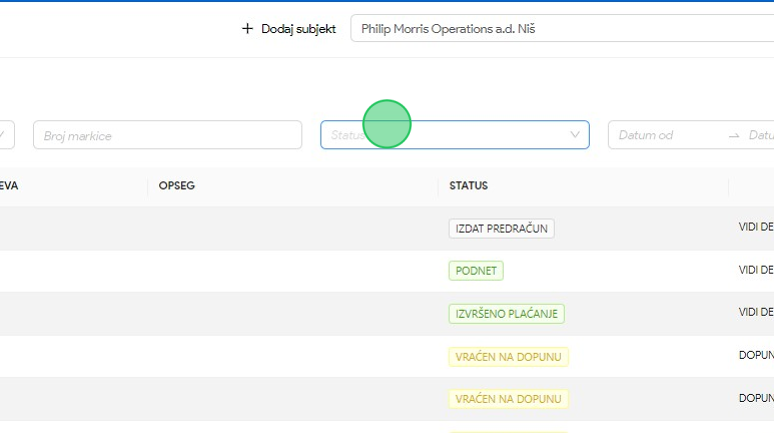 + Dodaj subjekt Philip Morris Operations a.d. Niš
Broj markice Status Datum od → Datu
EVA OPSEG STATUS
IZDAT PREDRAČUN VIDI DE
PODNET VIDI DE
IZVRŠENO PLAĆANJE VIDI DE
VRAĆEN NA DOPUNU DOPUN
VRAĆEN NA DOPUNU DOPUN